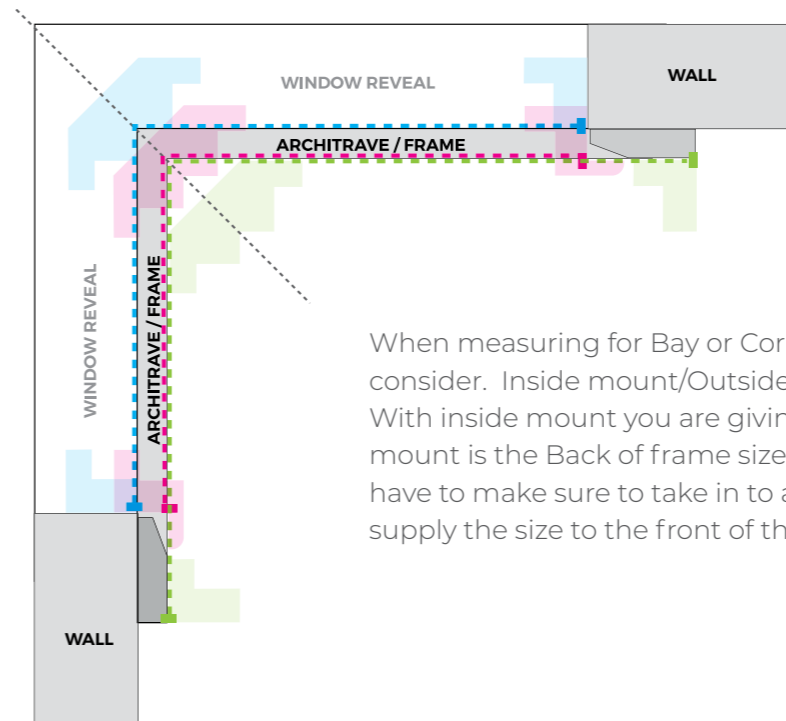 WINDOW REVEAL
WALL
ARCHITRAVE / FRAME
WINDOW REVEAL
ARCHITRAVE / FRAME
When measuring for Bay or Cor
consider. Inside mount/Outside
With inside mount you are givin
mount is the Back of frame size
have to make sure to take in to a
supply the size to the front of th
WALL